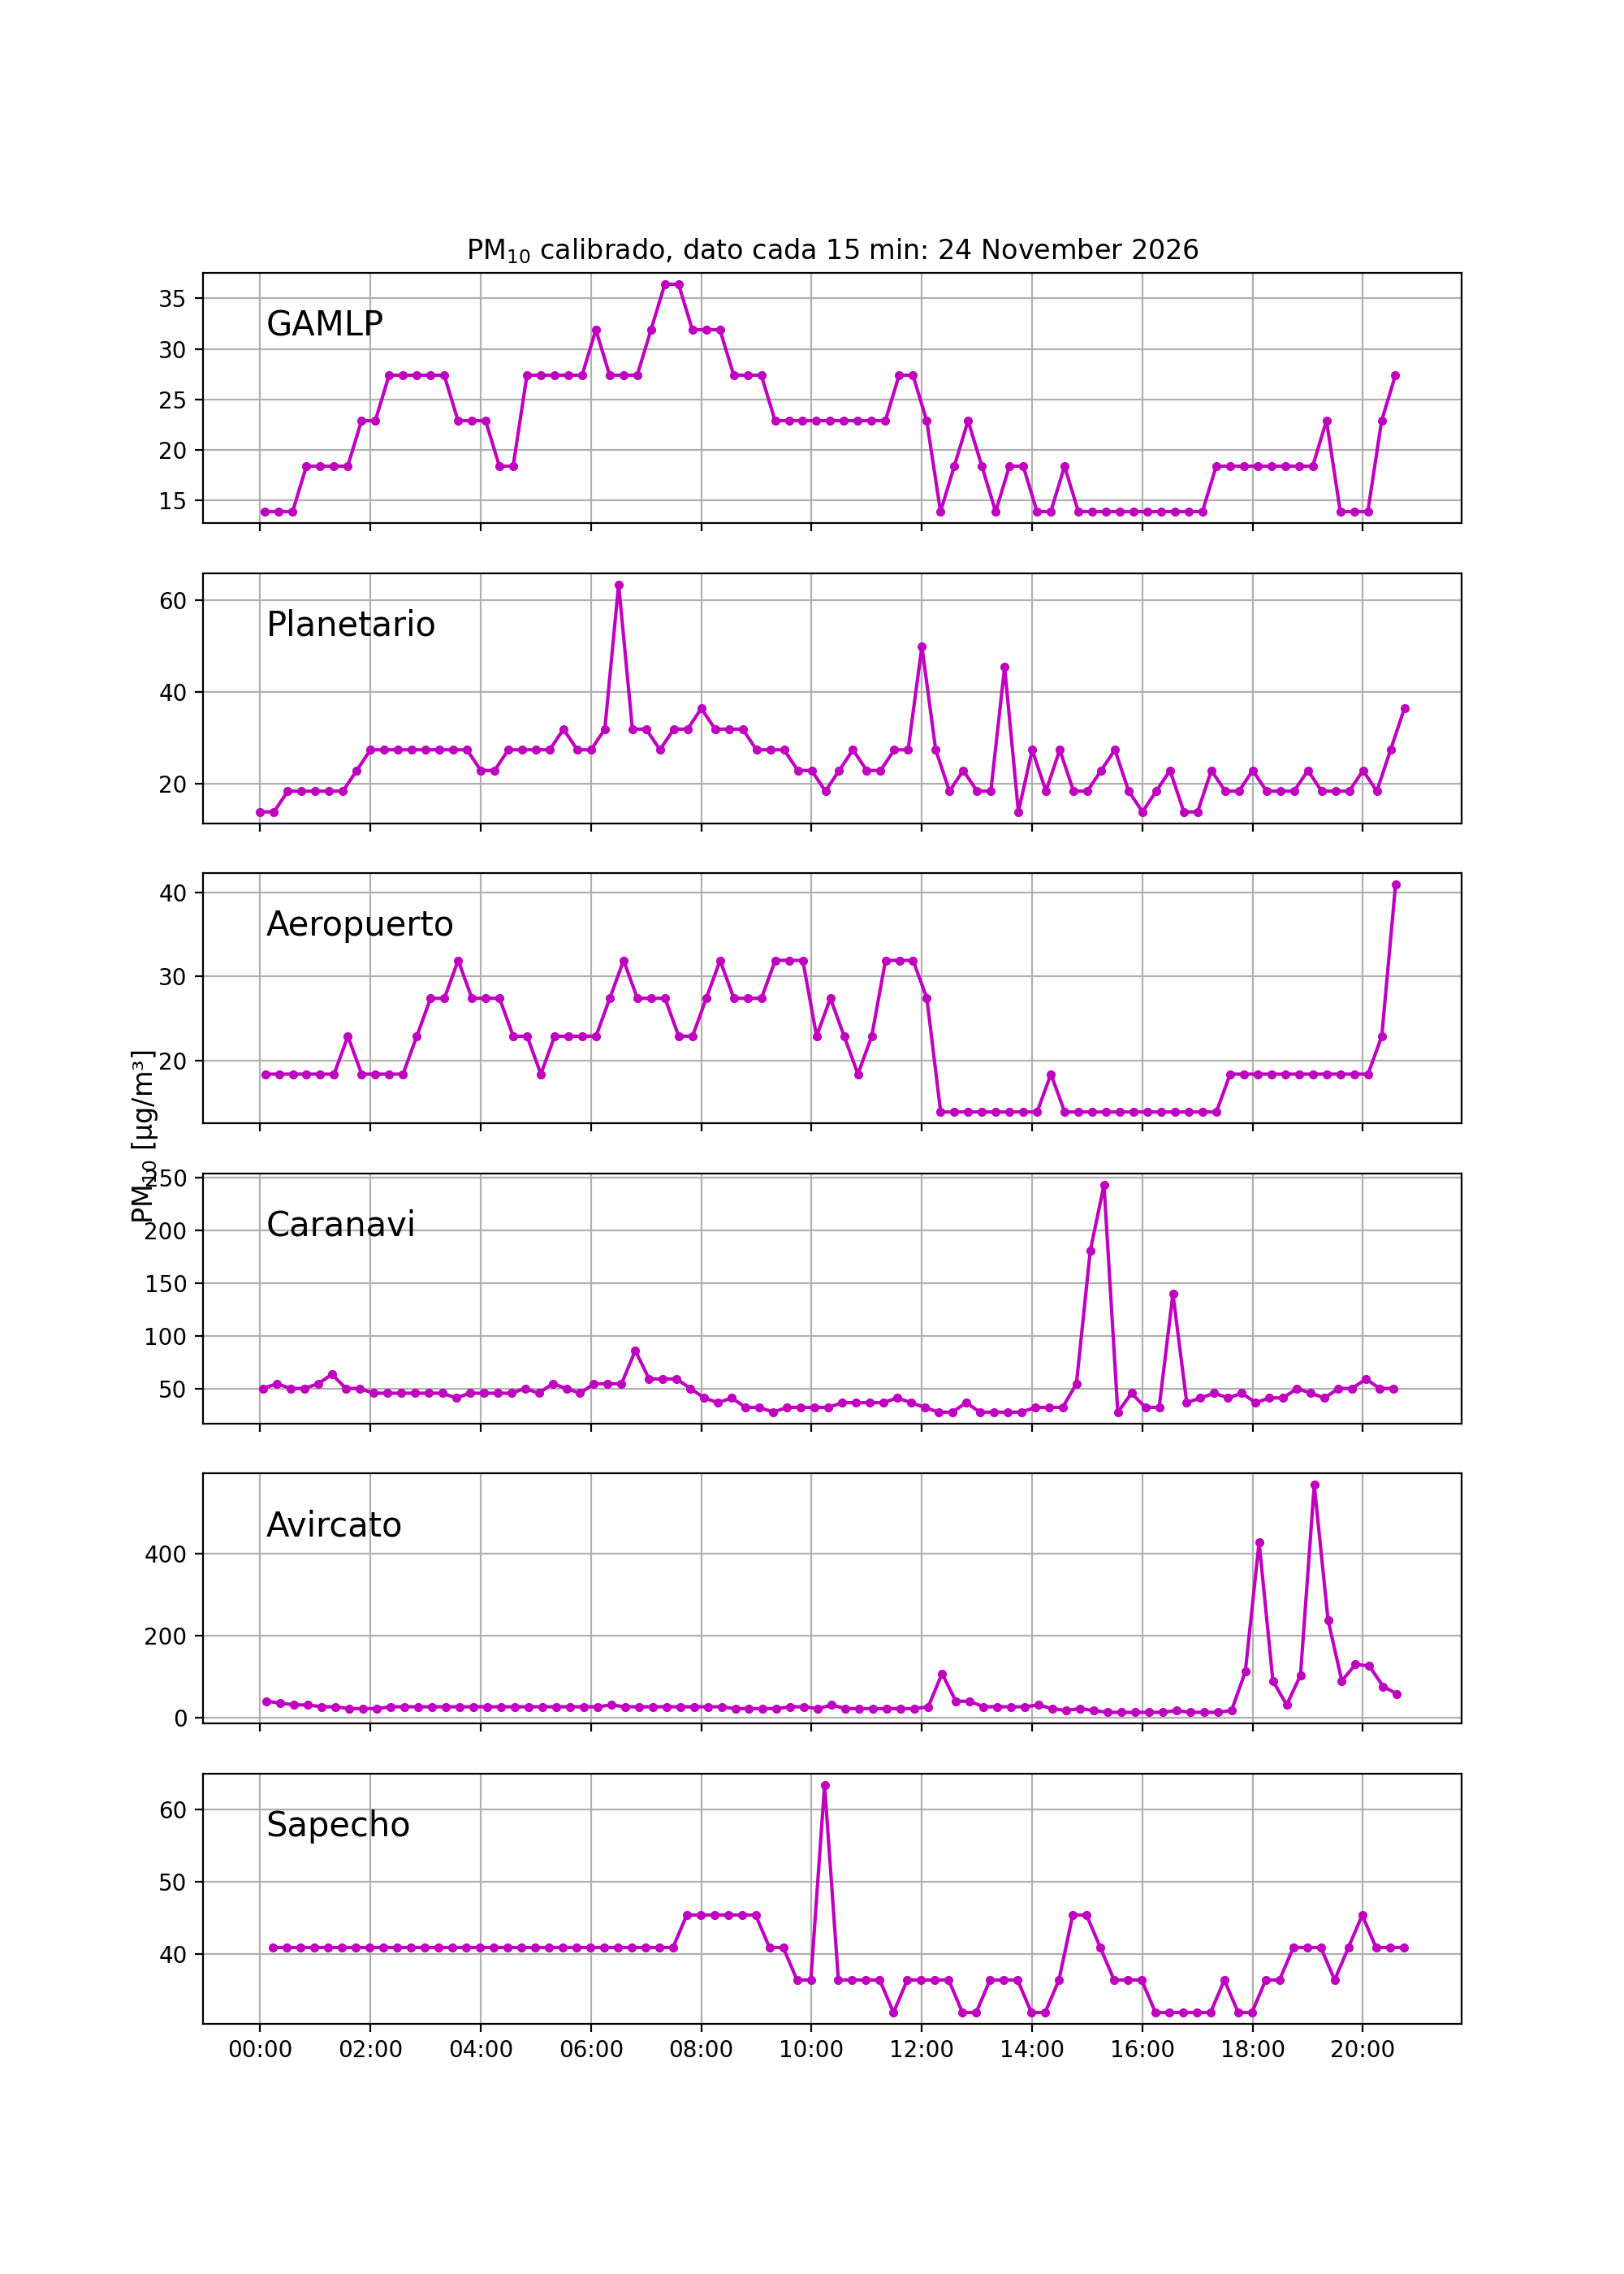 PM₁₀ calibrado, dato cada 15 min: 24 November 2026
35
GAMLP
30
25
20
15
60
Planetario
40
20
40
Aeropuerto
30
20
PM₁₀ [µg/m³]
250
Caranavi
200
150
100
50
Avircato
400
200
0
60
Sapecho
50
40
00:00 02:00 04:00 06:00 08:00 10:00 12:00 14:00 16:00 18:00 20:00